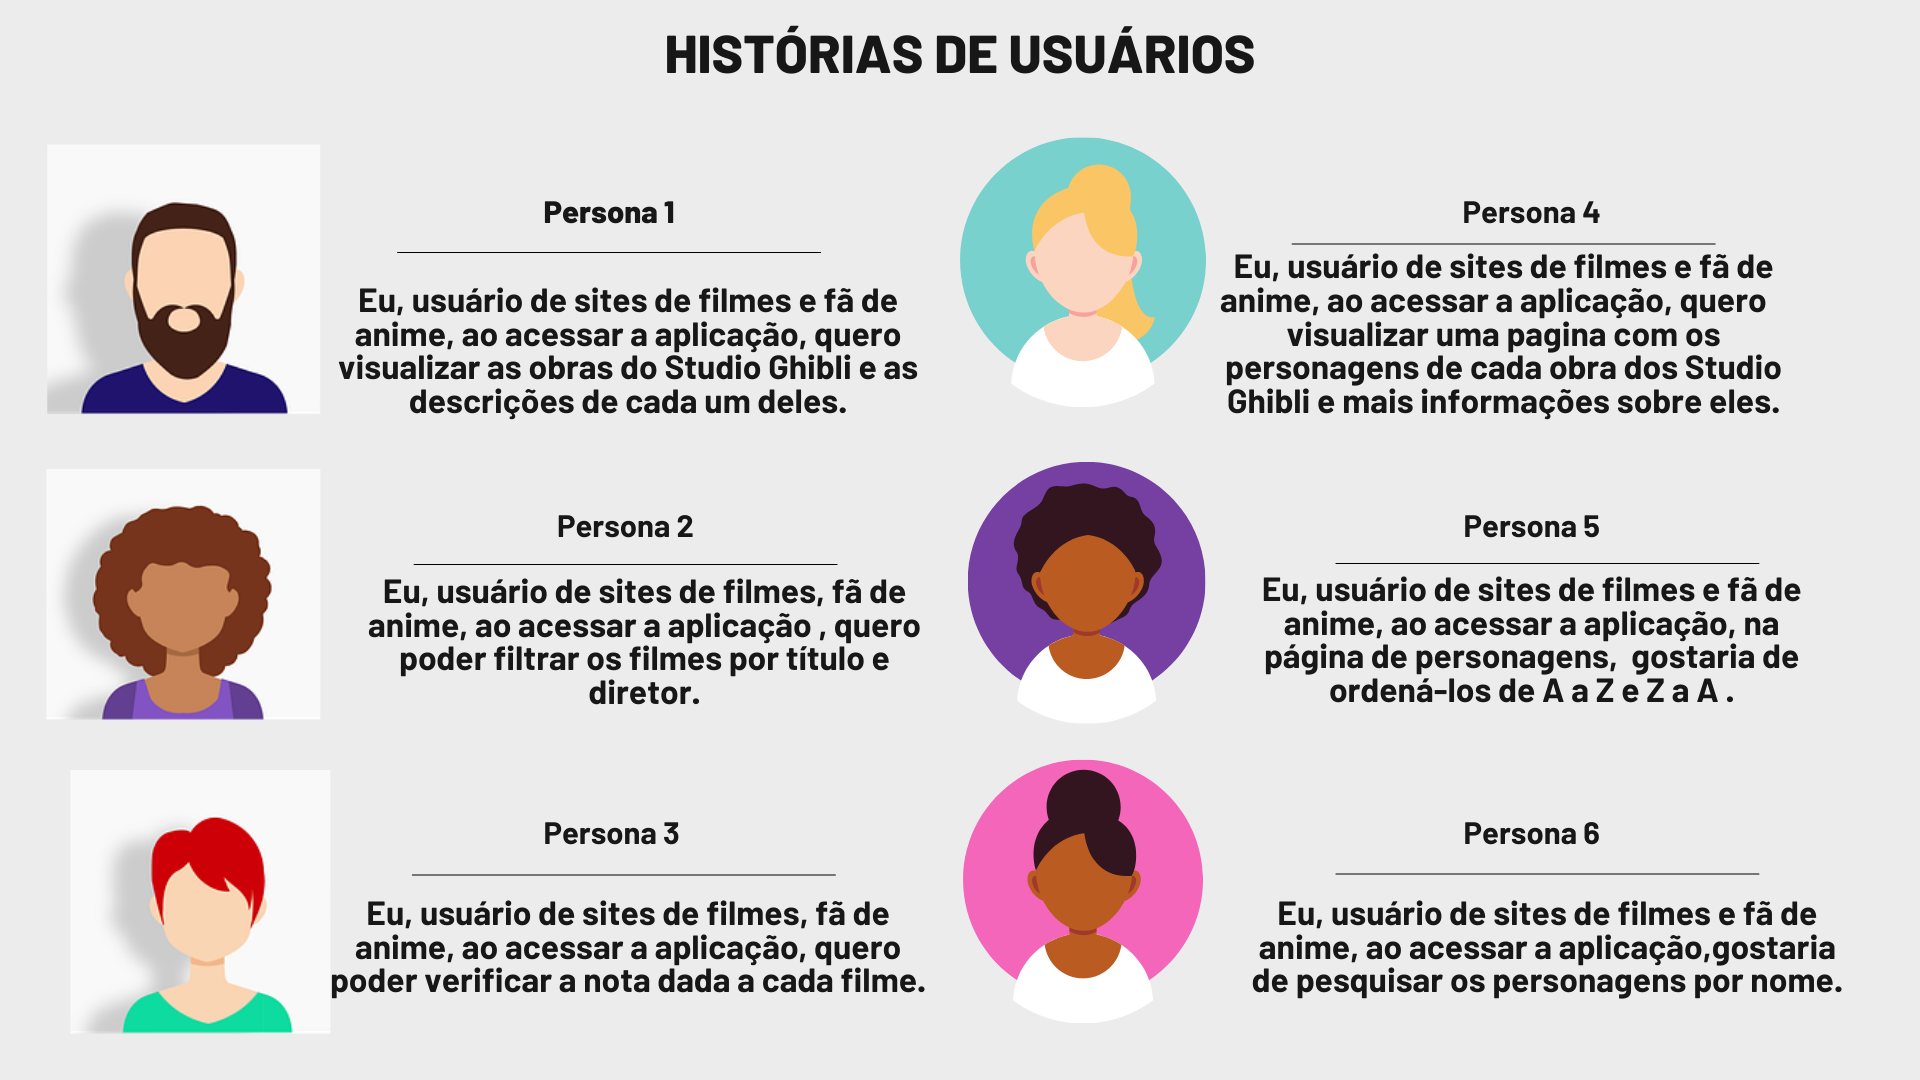 HISTÓRIAS DE USUÁRIOS
Persona 1
Eu, usuário de sites de filmes e fã de
anime, ao acessar a aplicação, quero
visualizar as obras do Studio Ghibli e as
descrições de cada um deles.
Persona 2
Eu, usuário de sites de filmes, fã de
anime, ao acessar a aplicação , quero
poder filtrar os filmes por título e
diretor.
Persona 3
Eu, usuário de sites de filmes, fã de
anime, ao acessar a aplicação, quero
poder verificar a nota dada a cada filme.
Persona 4
Eu, usuário de sites de filmes e fã de
anime, ao acessar a aplicação, quero
visualizar uma pagina com os
personagens de cada obra dos Studio
Ghibli e mais informações sobre eles.
Persona 5
Eu, usuário de sites de filmes e fã de
anime, ao acessar a aplicação, na
página de personagens,  gostaria de
ordená-los de A a Z e Z a A .
Persona 6
Eu, usuário de sites de filmes e fã de
anime, ao acessar a aplicação,gostaria
de pesquisar os personagens por nome.